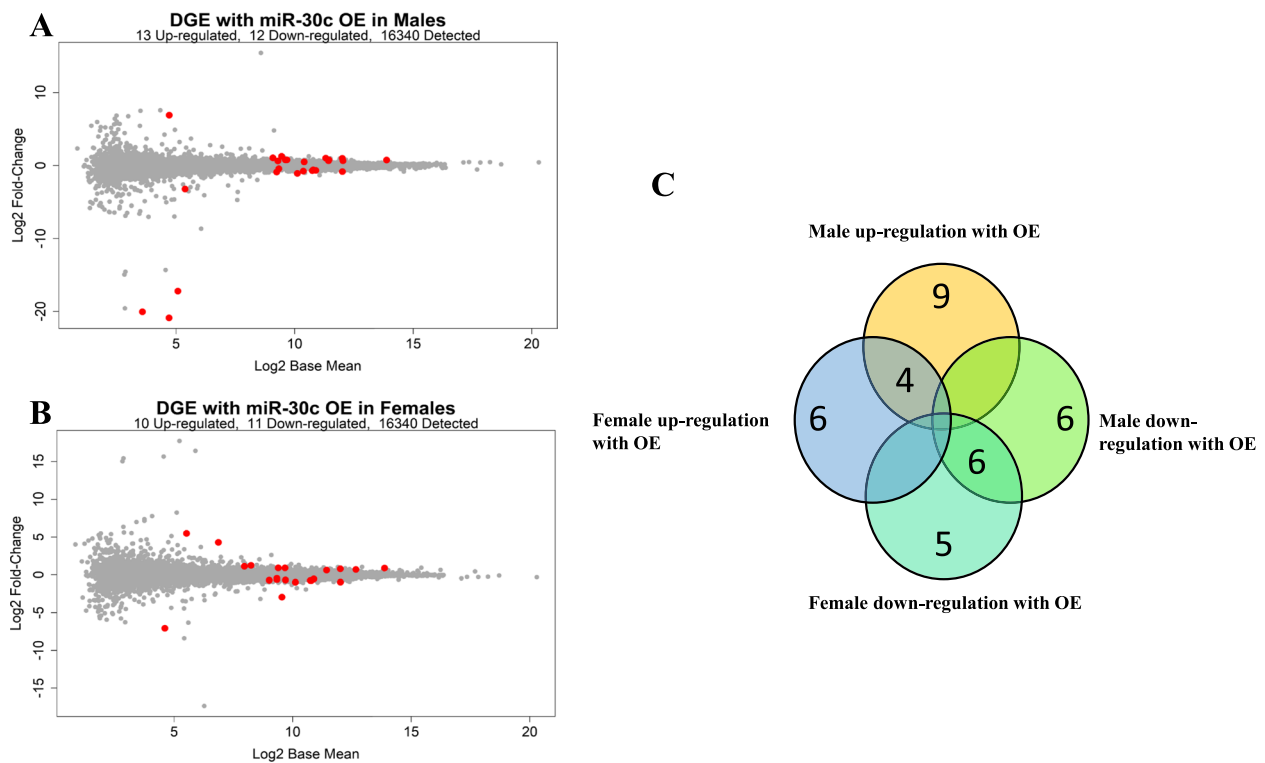 A
DGE with miR-30c OE in Males
13 Up-regulated, 12 Down-regulated, 16340 Detected
Log2 Fold-Change
10
0
-10
-20
5
10
15
20
Log2 Base Mean
B
DGE with miR-30c OE in Females
10 Up-regulated, 11 Down-regulated, 16340 Detected
Log2 Fold-Change
15
10
5
0
-5
-10
-15
5
10
15
20
Log2 Base Mean
C
Male up-regulation with OE
9
4
Female up-regulation
with OE
6
6
Male down-
regulation with OE
6
5
Female down-regulation with OE